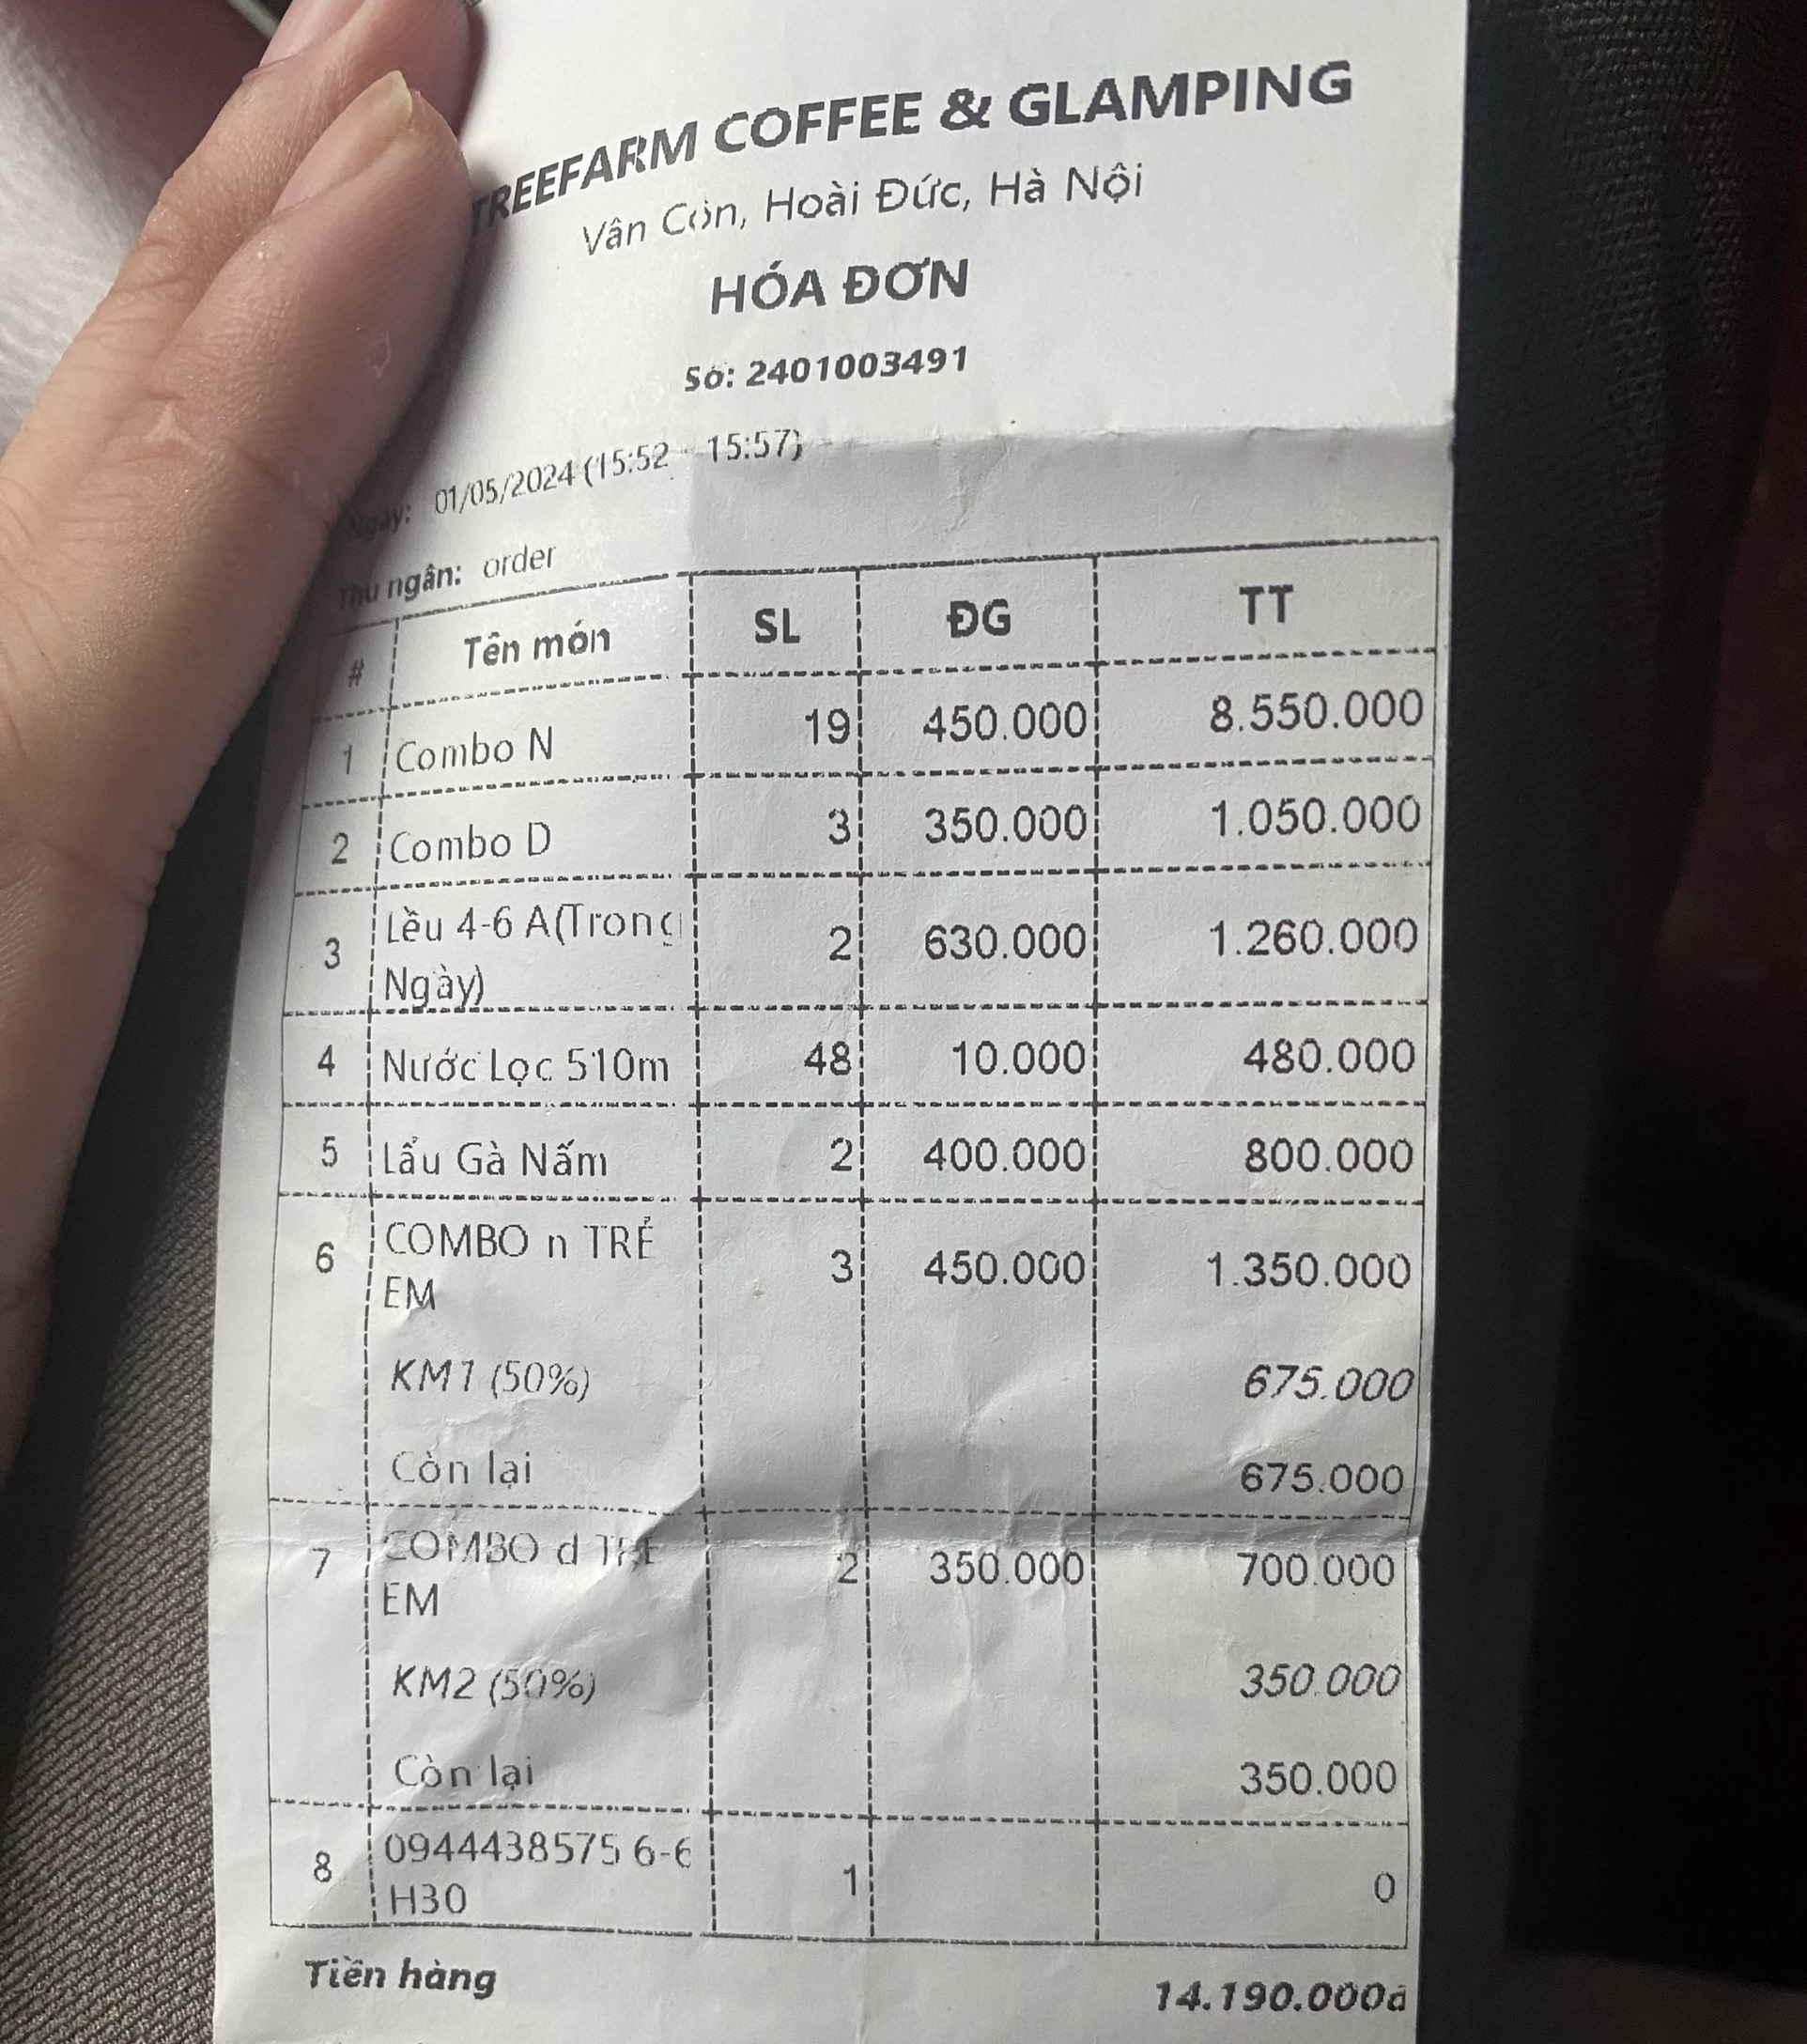 TREEFARM COFFEE & GLAMPING
Vân Côn, Hoài Đức, Hà Nội
HÓA ĐƠN
Số: 2401003491
Ngày: 01/05/2024 (15:52 - 15:57)
Thu ngân: order
# Tên món SL ĐG TT
1 Combo N 19 450.000 8.550.000
2 Combo D 3 350.000 1.050.000
3 Lều 4-6 A(Trong Ngày) 2 630.000 1.260.000
4 Nước Lọc 510m 48 10.000 480.000
5 Lẩu Gà Nấm 2 400.000 800.000
6 COMBO n TRẺ EM 3 450.000 1.350.000
KM1 (50%) 675.000
Còn lại 675.000
7 COMBO d TRẺ EM 2 350.000 700.000
KM2 (50%) 350.000
Còn lại 350.000
8 0944438575 6-6 H30 1 0
Tiền hàng 14.190.000đ